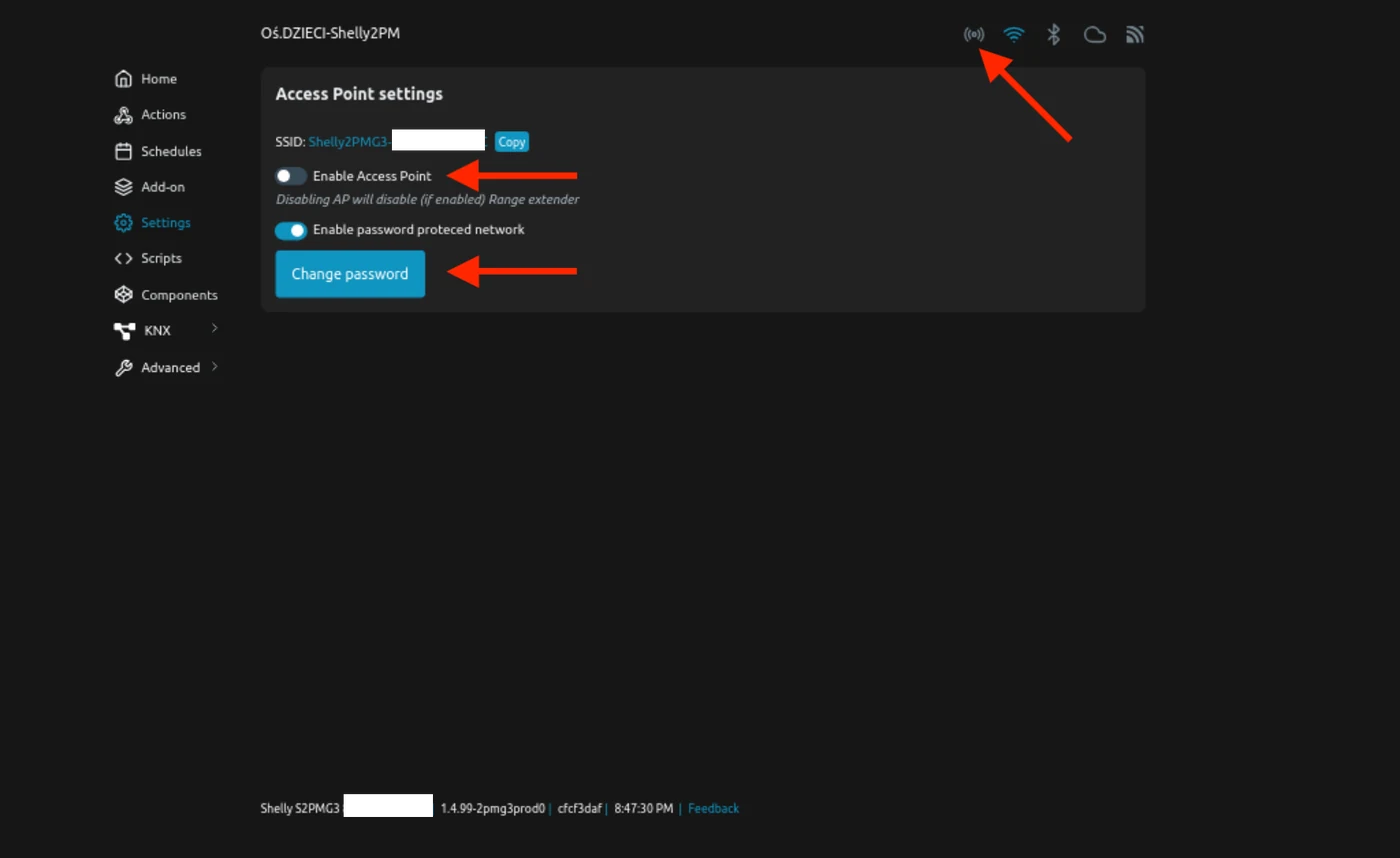 Oś.DZIECI-Shelly2PM
Home
Actions
Schedules
Add-on
Settings
Scripts
Components
KNX
Advanced
Access Point settings
SSID: Shelly2PMG3- Copy
Enable Access Point
Disabling AP will disable (if enabled) Range extender
Enable password proteced network
Change password
Shelly S2PMG3 1.4.99-2pmg3prod0 | cfcf3daf | 8:47:30 PM | Feedback